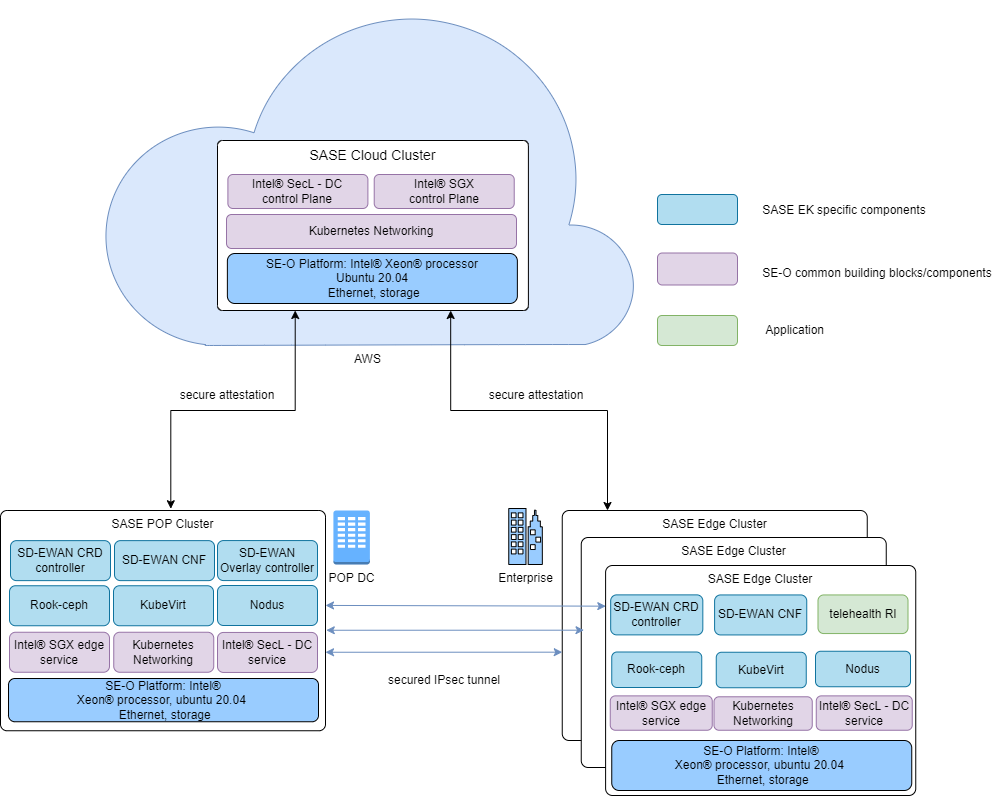 SASE Cloud Cluster
Intel® SecL - DC
control Plane
Intel® SGX
control Plane
Kubernetes Networking
SE-O Platform: Intel® Xeon® processor
Ubuntu 20.04
Ethernet, storage
AWS
SASE EK specific components
SE-O common building blocks/components
Application
secure attestation
secure attestation
SASE POP Cluster
SD-EWAN CRD
controller
SD-EWAN CNF
SD-EWAN
Overlay controller
Rook-ceph
KubeVirt
Nodus
Intel® SGX edge
service
Kubernetes
Networking
Intel® SecL - DC
service
SE-O Platform: Intel®
Xeon® processor, ubuntu 20.04
Ethernet, storage
POP DC
Enterprise
secured IPsec tunnel
SASE Edge Cluster
SASE Edge Cluster
SASE Edge Cluster
SD-EWAN CRD
controller
SD-EWAN CNF
telehealth RI
Rook-ceph
KubeVirt
Nodus
Intel® SGX edge
service
Kubernetes
Networking
Intel® SecL - DC
service
SE-O Platform: Intel®
Xeon® processor, ubuntu 20.04
Ethernet, storage